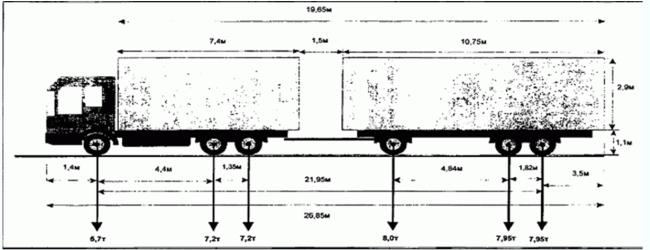 19,65м
7,4м 1,5м 10,75м
2,9м
1,1м
1,4м 4,4м 1,35м 4,84м 1,82м 3,5м
21,95м
26,85м
6,7т 7,2т 7,2т 8,0т 7,95т 7,95т